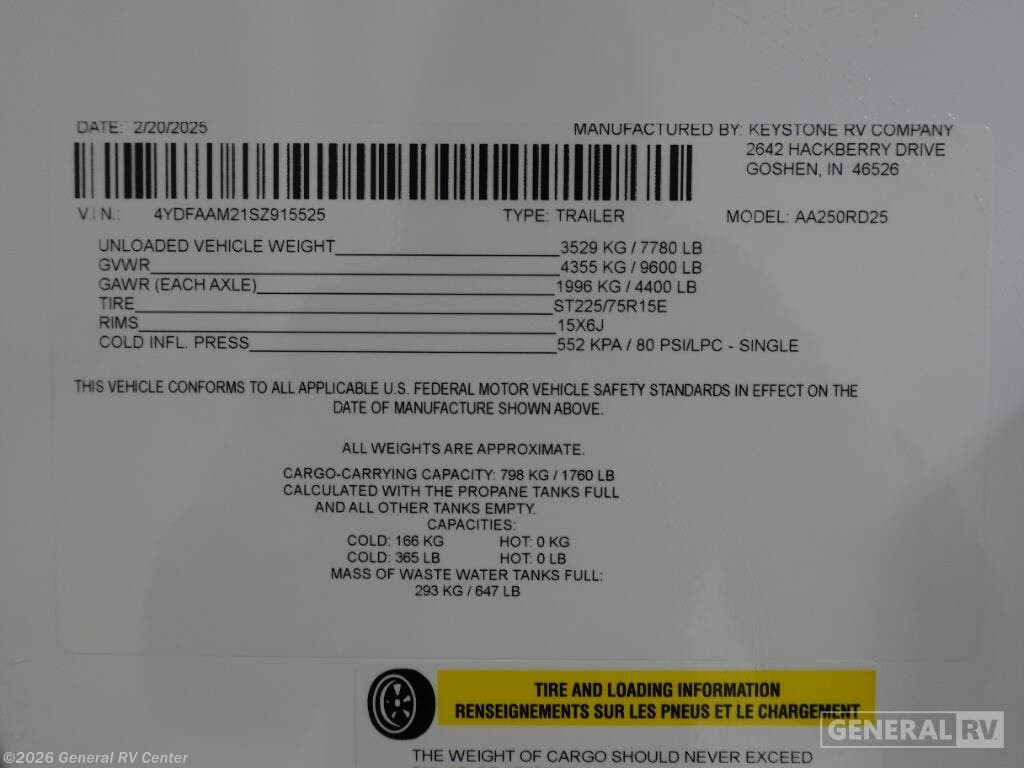 DATE: 2/20/2025
MANUFACTURED BY: KEYSTONE RV COMPANY
2642 HACKBERRY DRIVE
GOSHEN, IN 46526
V.I.N.: 4YDFAAM21SZ915525 TYPE: TRAILER MODEL: AA250RD25
UNLOADED VEHICLE WEIGHT 3529 KG / 7780 LB
GVWR 4355 KG / 9600 LB
GAWR (EACH AXLE) 1996 KG / 4400 LB
TIRE ST225/75R15E
RIMS 15X6J
COLD INFL. PRESS 552 KPA / 80 PSI/LPC - SINGLE
THIS VEHICLE CONFORMS TO ALL APPLICABLE U.S. FEDERAL MOTOR VEHICLE SAFETY STANDARDS IN EFFECT ON THE
DATE OF MANUFACTURE SHOWN ABOVE.
ALL WEIGHTS ARE APPROXIMATE.
CARGO-CARRYING CAPACITY: 798 KG / 1760 LB
CALCULATED WITH THE PROPANE TANKS FULL
AND ALL OTHER TANKS EMPTY.
CAPACITIES:
COLD: 166 KG HOT: 0 KG
COLD: 365 LB HOT: 0 LB
MASS OF WASTE WATER TANKS FULL:
293 KG / 647 LB
TIRE AND LOADING INFORMATION
RENSEIGNEMENTS SUR LES PNEUS ET LE CHARGEMENT
THE WEIGHT OF CARGO SHOULD NEVER EXCEED
GENERAL RV
©2026 General RV Center